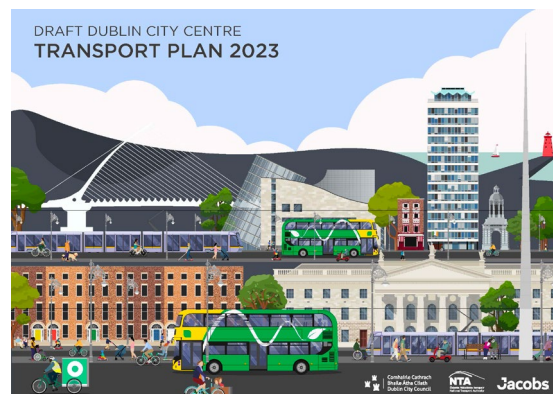 DRAFT DUBLIN CITY CENTRE
TRANSPORT PLAN 2023
Comhairle Cathrach
Bhaile Átha Cliath
Dublin City Council
NTA
Jacobs